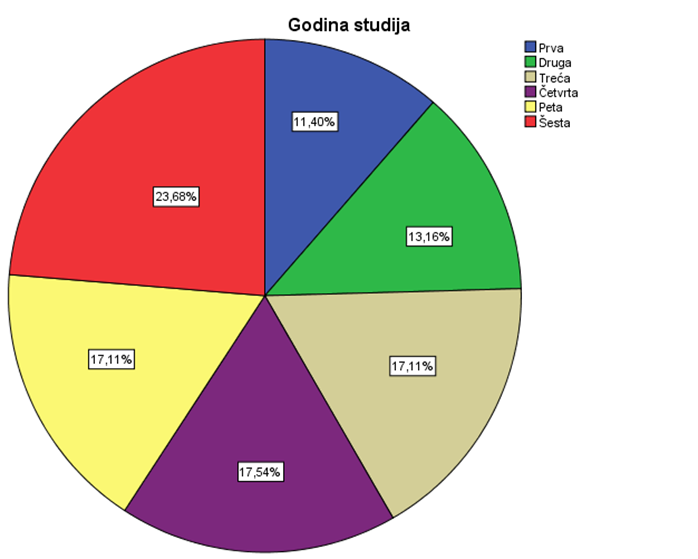 Godina studija
Prva
Druga
Treća
Četvrta
Peta
Šesta
11,40%
13,16%
17,11%
17,54%
17,11%
23,68%